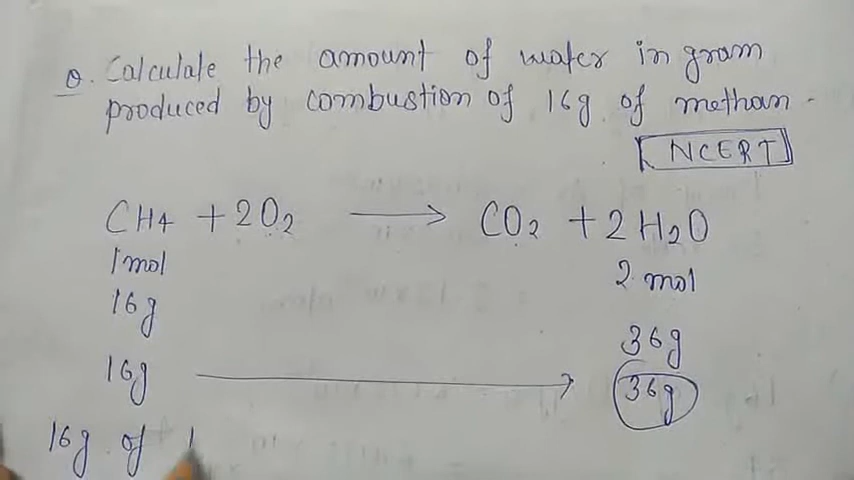 Q. Calculate the amount of water in gram
produced by combustion of 16g of methan.
[NCERT]
CH4 + 2O2 → CO2 + 2H2O
1mol 2 mol
16g
36g
16g → 36g
16g of